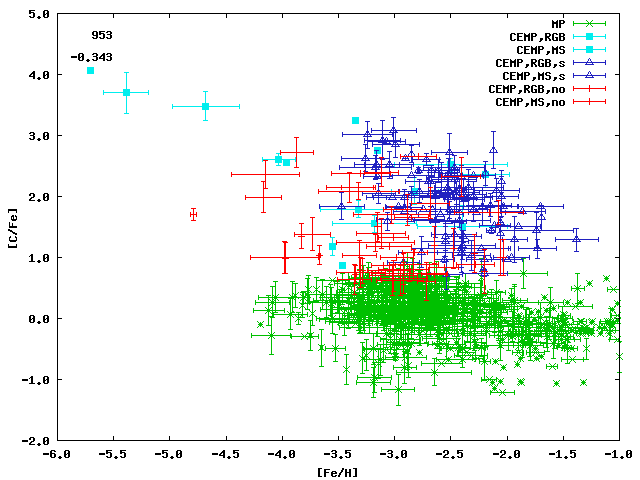 5.0
953
MP
CEMP,RGB
-0.343
CEMP,MS
CEMP,RGB,s
4.0
CEMP,MS,s
CEMP,RGB,no
CEMP,MS,no
3.0
2.0
[C/Fe]
1.0
0.0
-1.0
-2.0
-6.0 -5.5 -5.0 -4.5 -4.0 -3.5 -3.0 -2.5 -2.0 -1.5 -1.0
[Fe/H]